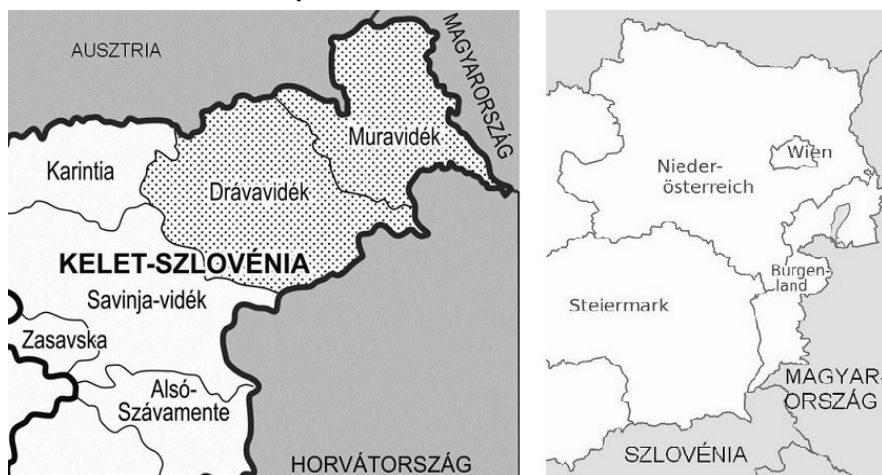 AUSZTRIA
MAGYARORSZÁG
Muravidék
Karintia
Drávavidék
KELET-SZLOVÉNIA
Savinja-vidék
Zasavska
Alsó-
Szávamente
HORVÁTORSZÁG
Wien
Nieder-
österreich
Burgen-
land
Steiermark
MAGYAR-
ORSZÁG
SZLOVÉNIA